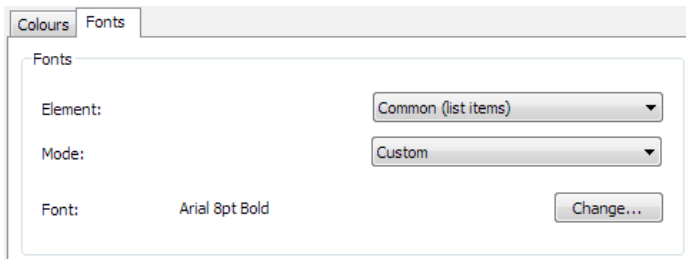 Colours Fonts
Fonts
Element: Common (list items)
Mode: Custom
Font: Arial 8pt Bold Change...